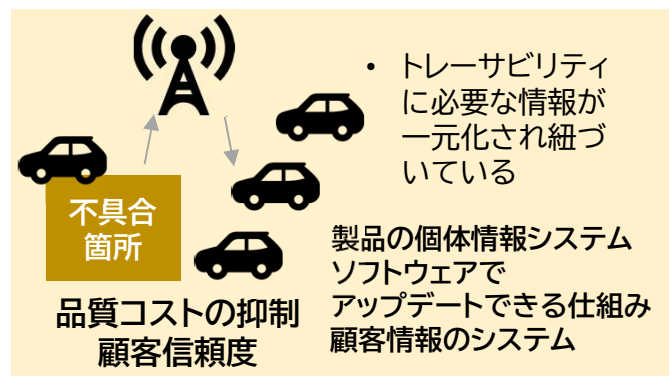 • トレーサビリティ
に必要な情報が
一元化され紐づ
いている
不具合
箇所
製品の個体情報システム
ソフトウェアで
アップデートできる仕組み
顧客情報のシステム
品質コストの抑制
顧客信頼度